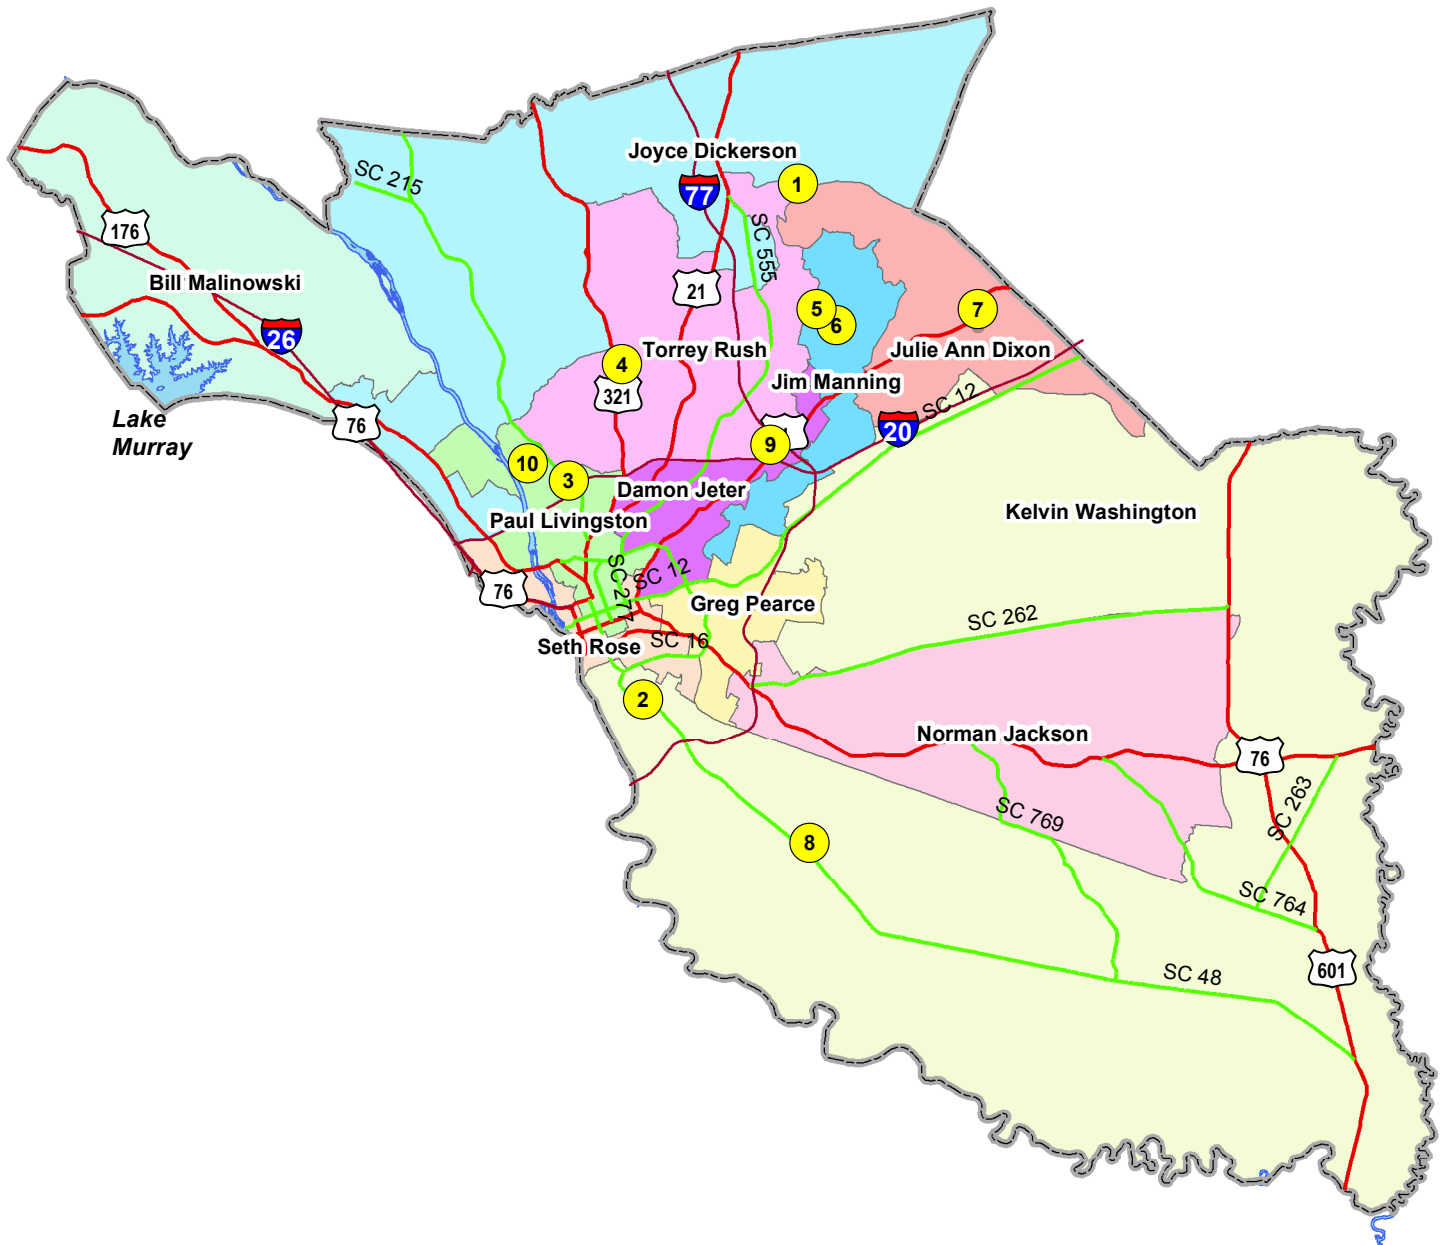 Joyce Dickerson
1
SC 215
77
176
SC 555
Bill Malinowski
21
5
6
7
26
Torrey Rush
Julie Ann Dixon
4
Jim Manning
321
SC 12
Lake
Murray
76
20
9
10
3
Damon Jeter
Paul Livingston
Kelvin Washington
SC 277
SC 12
76
Greg Pearce
SC 262
Seth Rose
SC 16
2
Norman Jackson
76
SC 263
SC 769
8
SC 764
SC 48
601